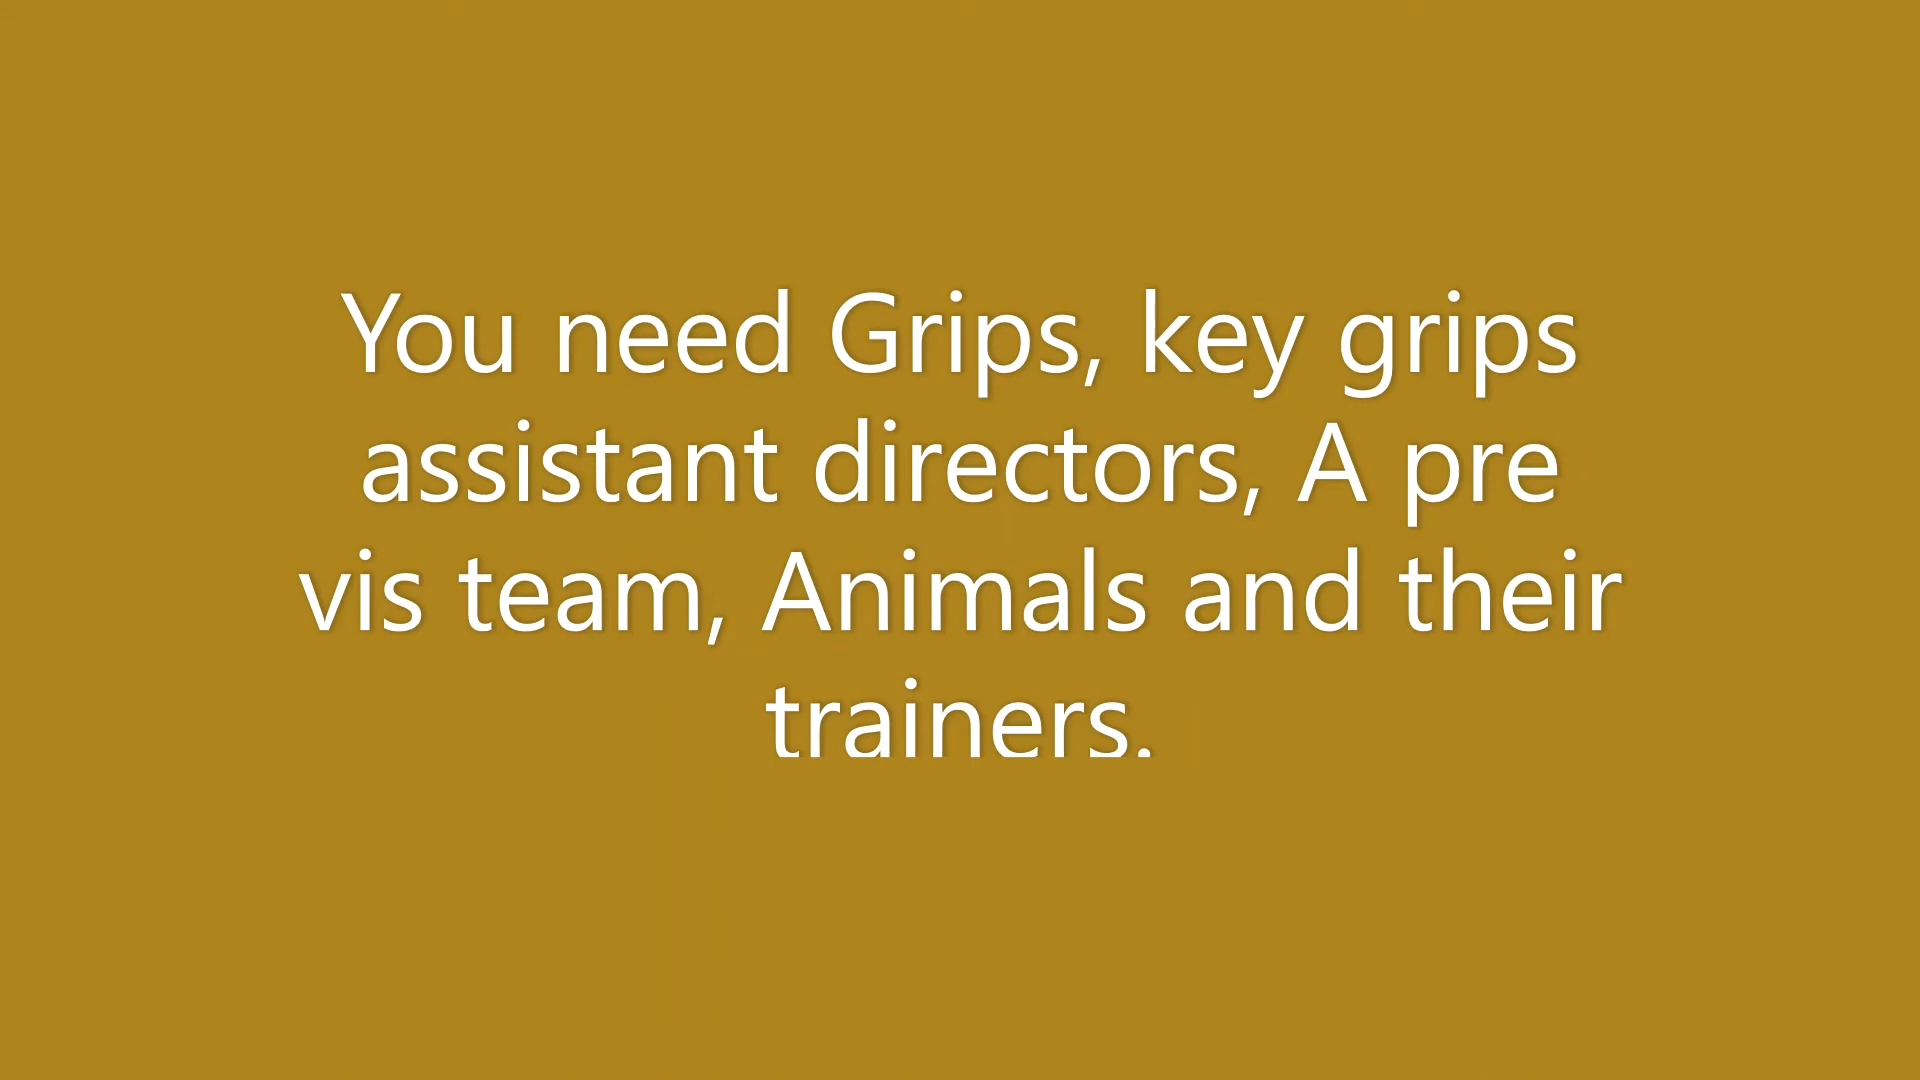 You need Grips, key grips
assistant directors, A pre
vis team, Animals and their
trainers.